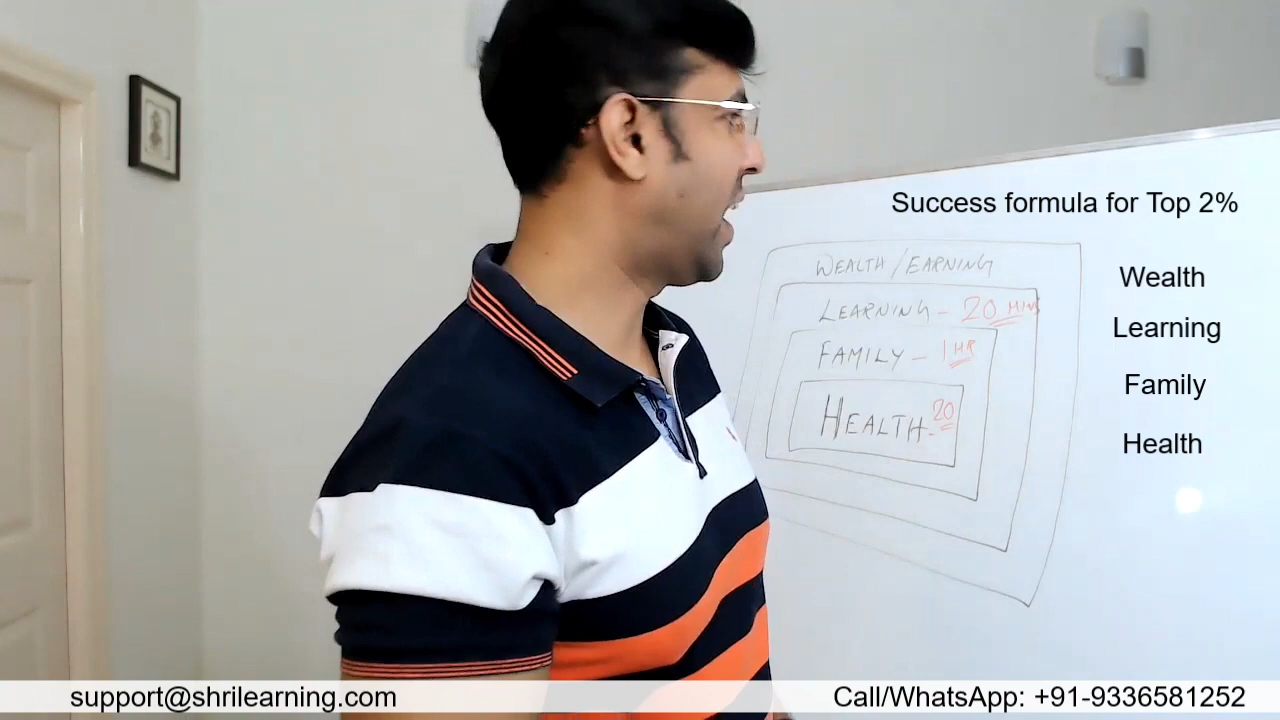 Success formula for Top 2%
WEALTH/EARNING
Wealth
LEARNING - 20 MINS
Learning
FAMILY - 1 HR
Family
HEALTH - 20
Health
support@shrilearning.com
Call/WhatsApp: +91-9336581252